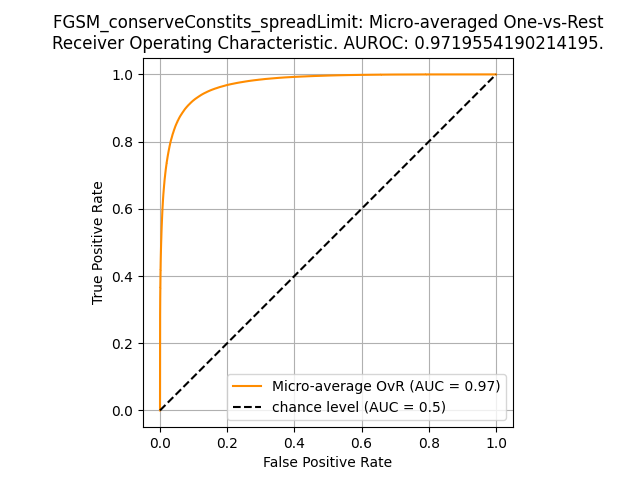 FGSM_conserveConstits_spreadLimit: Micro-averaged One-vs-Rest
Receiver Operating Characteristic. AUROC: 0.9719554190214195.
1.0
0.8
0.6
0.4
0.2
0.0
True Positive Rate
Micro-average OvR (AUC = 0.97)
chance level (AUC = 0.5)
0.0 0.2 0.4 0.6 0.8 1.0
False Positive Rate